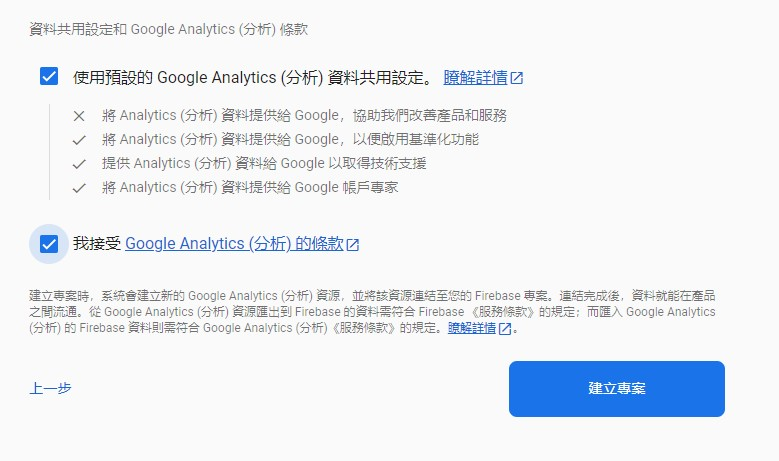 資料共用設定和 Google Analytics (分析) 條款
使用預設的 Google Analytics (分析) 資料共用設定。 瞭解詳情
將 Analytics (分析) 資料提供給 Google，協助我們改善產品和服務
將 Analytics (分析) 資料提供給 Google，以便啟用基準化功能
提供 Analytics (分析) 資料給 Google 以取得技術支援
將 Analytics (分析) 資料提供給 Google 帳戶專家
我接受 Google Analytics (分析) 的條款
建立專案時，系統會建立新的 Google Analytics (分析) 資源，並將該資源連結至您的 Firebase 專案。連結完成後，資料就能在產品
之間流通。從 Google Analytics (分析) 資源匯出到 Firebase 的資料需符合 Firebase 《服務條款》的規定；而匯入 Google Analytics
(分析) 的 Firebase 資料則需符合 Google Analytics (分析)《服務條款》的規定。瞭解詳情。
上一步
建立專案